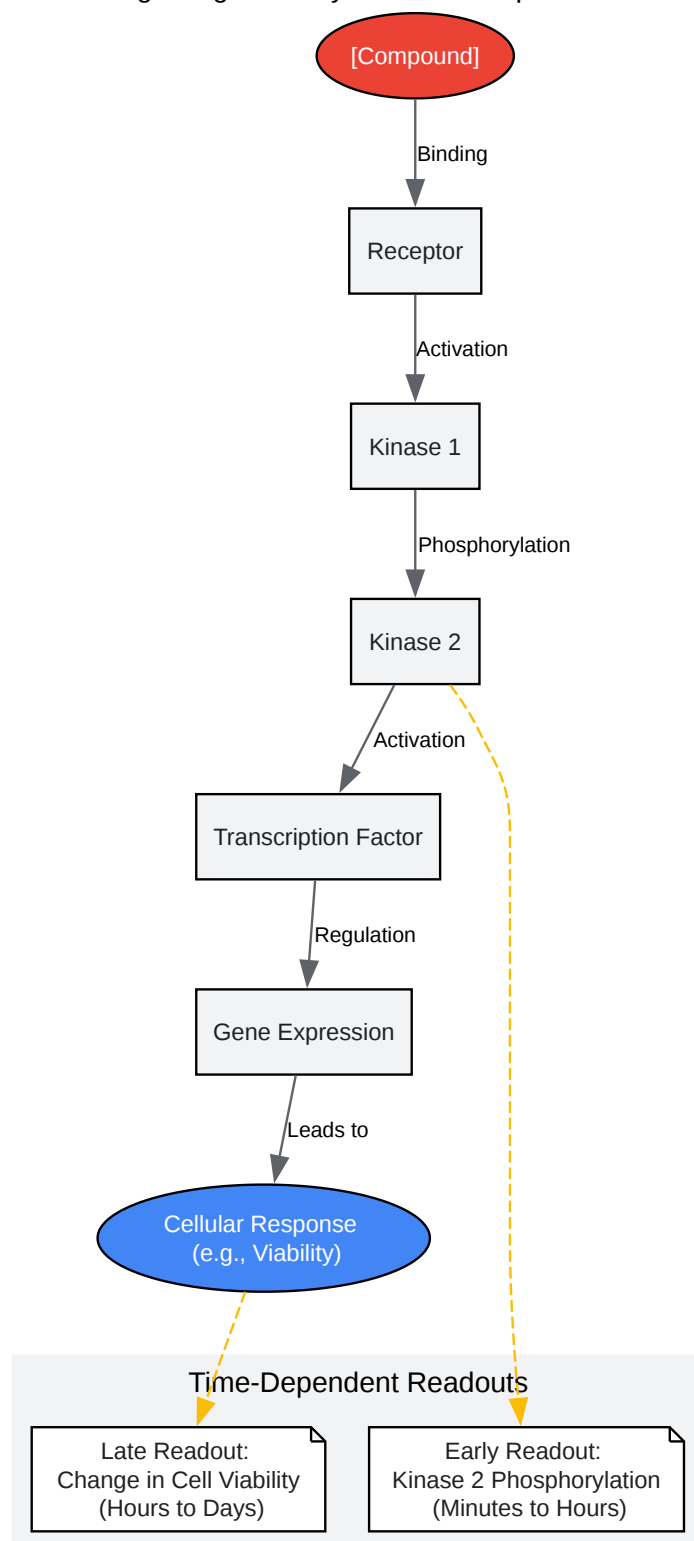 [Compound]
Binding
Receptor
Activation
Kinase 1
Phosphorylation
Kinase 2
Activation
Transcription Factor
Regulation
Gene Expression
Leads to
Cellular Response
(e.g., Viability)
Time-Dependent Readouts
Late Readout:
Change in Cell Viability
(Hours to Days)
Early Readout:
Kinase 2 Phosphorylation
(Minutes to Hours)